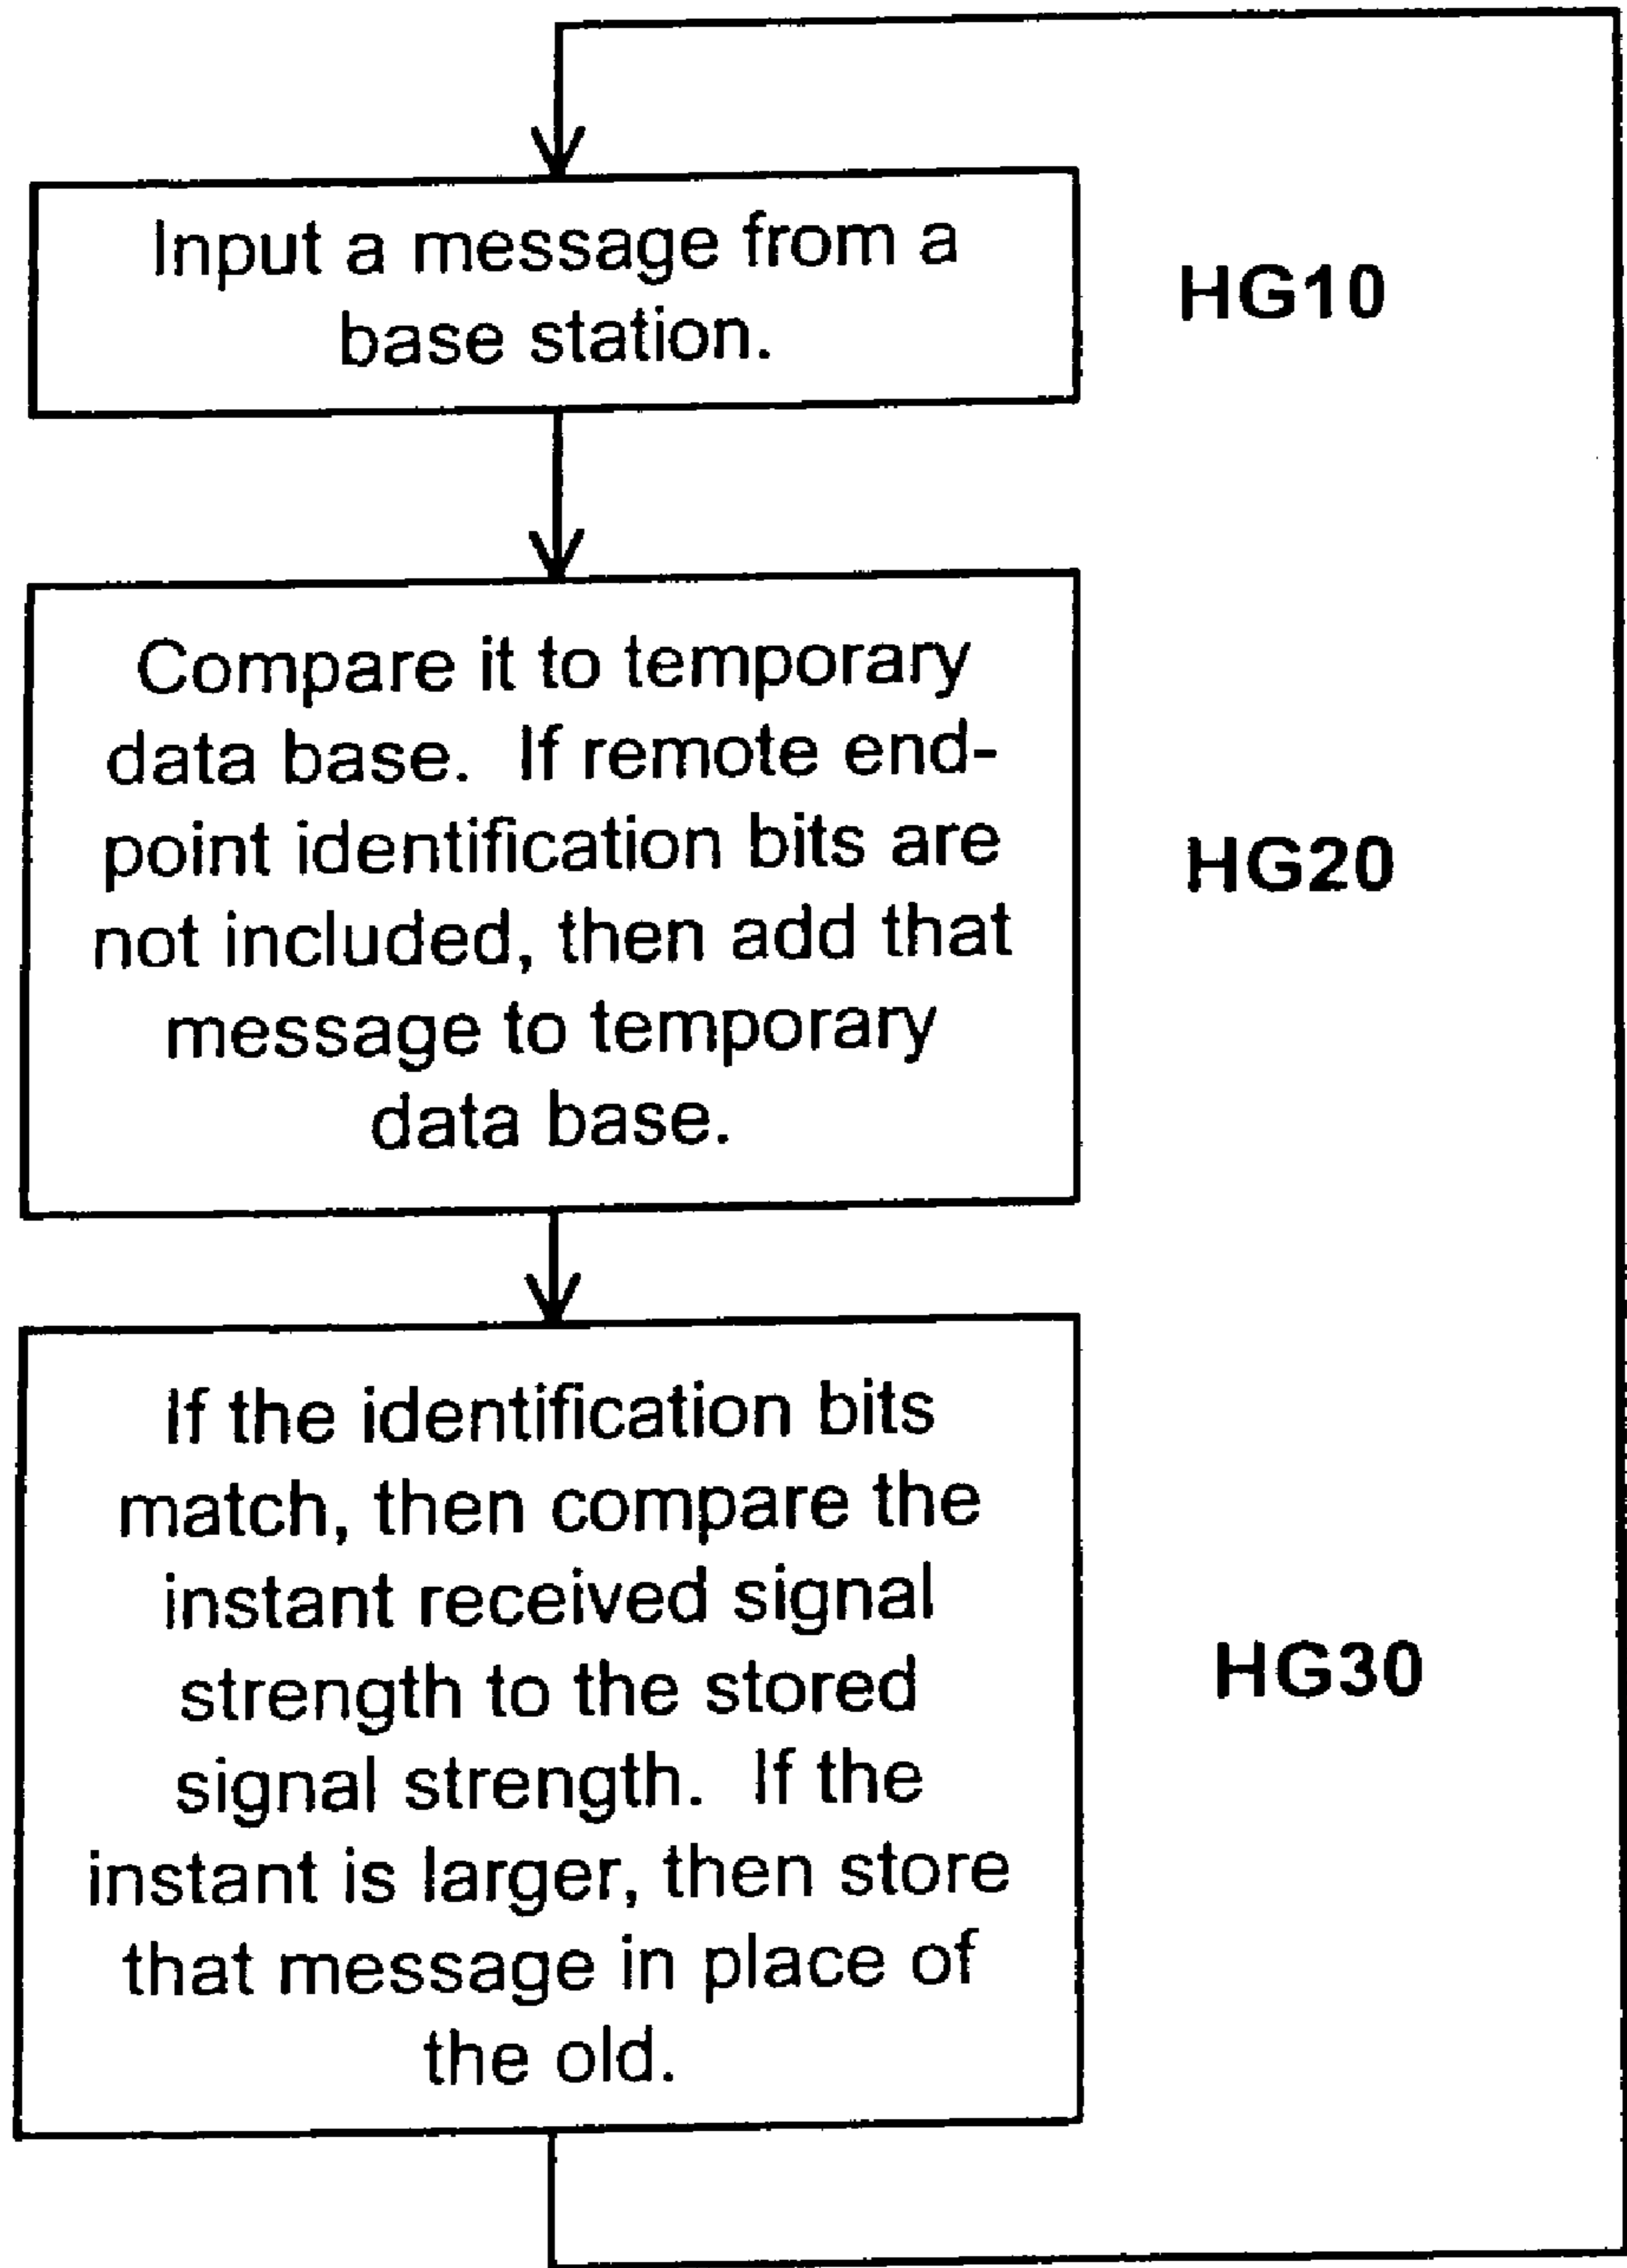 Input a message from a
base station.
HG10
Compare it to temporary
data base. If remote end-
point identification bits are
not included, then add that
message to temporary
data base.
HG20
If the identification bits
match, then compare the
instant received signal
strength to the stored
signal strength. If the
instant is larger, then store
that message in place of
the old.
HG30